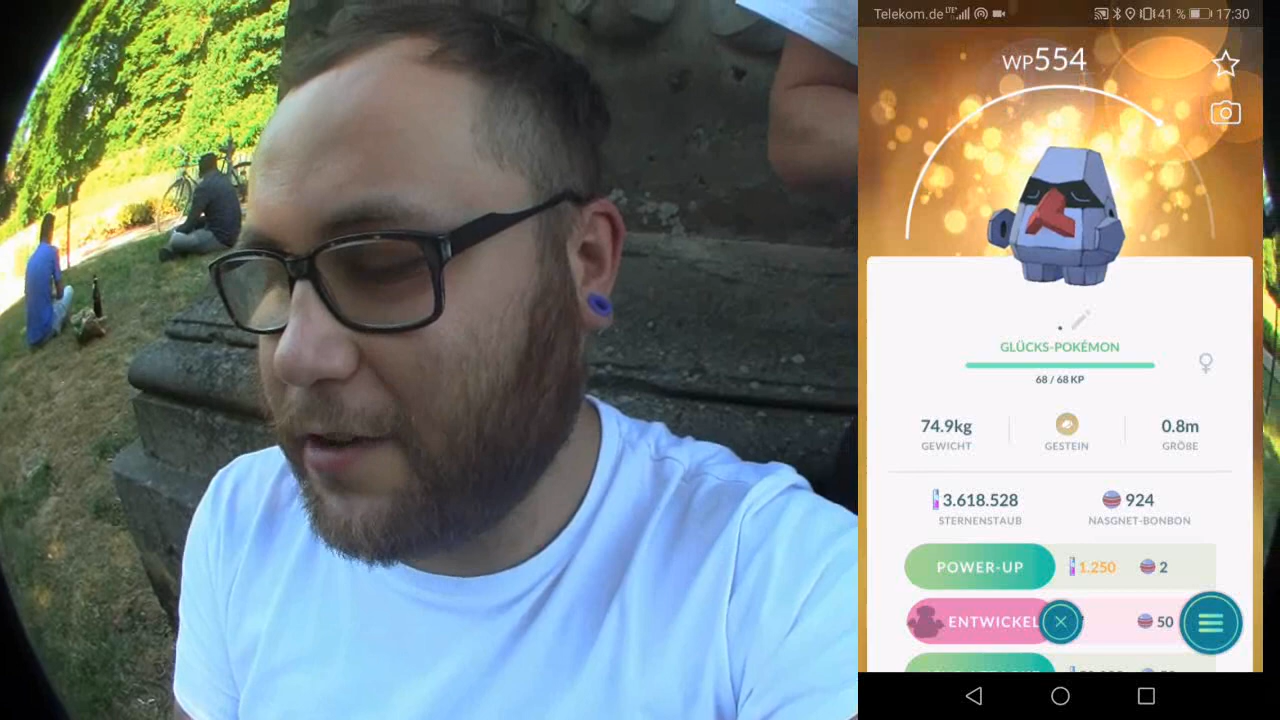 Telekom.de LTE 41 % 17:30
WP554
.
GLÜCKS-POKÉMON
68 / 68 KP
74.9kg 0.8m
GEWICHT GESTEIN GRÖßE
3.618.528 924
STERNENSTAUB NASGNET-BONBON
POWER-UP 1.250 2
ENTWICKEL 50